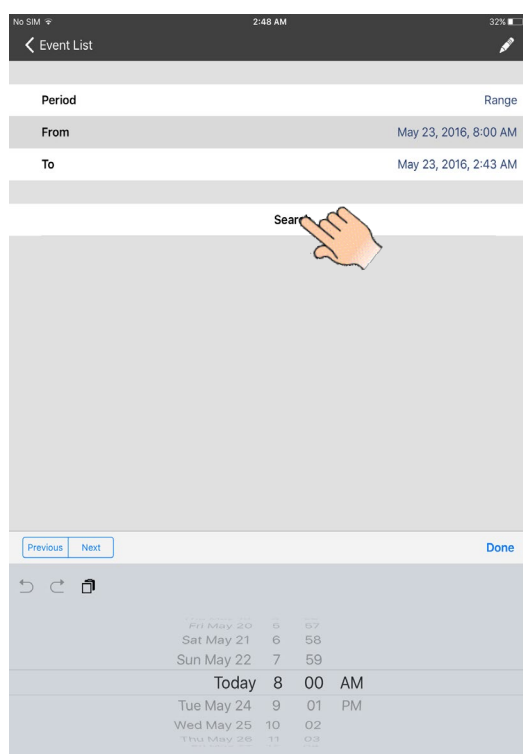 No SIM 2:48 AM 32%
Event List
Period Range
From May 23, 2016, 8:00 AM
To May 23, 2016, 2:43 AM
Search
Previous Next Done
Fri May 20 57
Sat May 21 6 58
Sun May 22 7 59
Today 8 00 AM
Tue May 24 9 01 PM
Wed May 25 10 02
Thu May 26 11 03